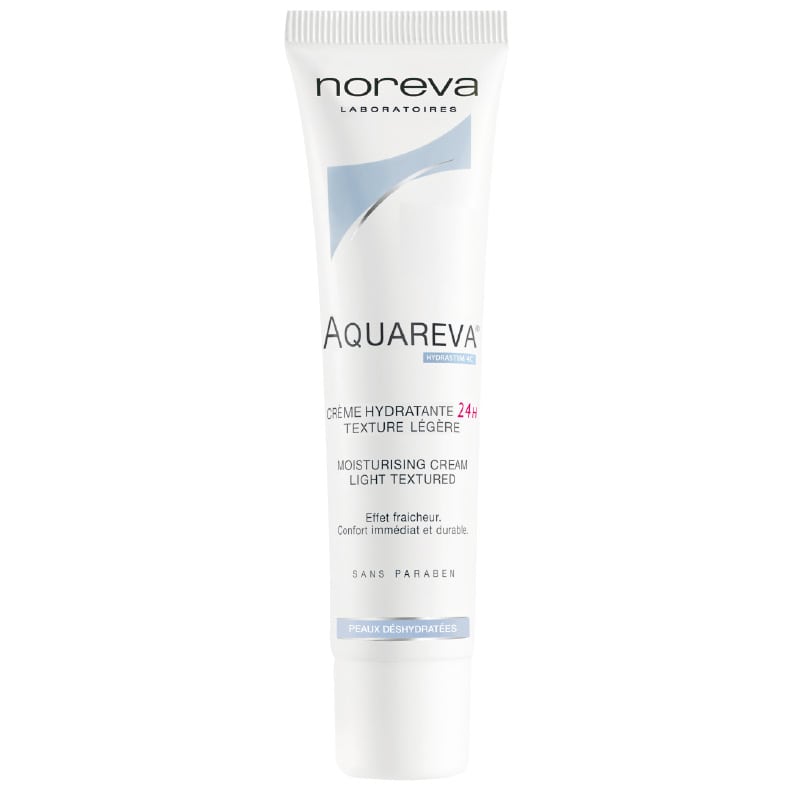 noreva
LABORATOIRES
AQUAREVA®
HYDRASTIM 4C
CRÈME HYDRATANTE 24H
TEXTURE LÉGÈRE
MOISTURISING CREAM
LIGHT TEXTURED
Effet fraicheur.
Confort immédiat et durable.
SANS PARABEN
PEAUX DÉSHYDRATÉES